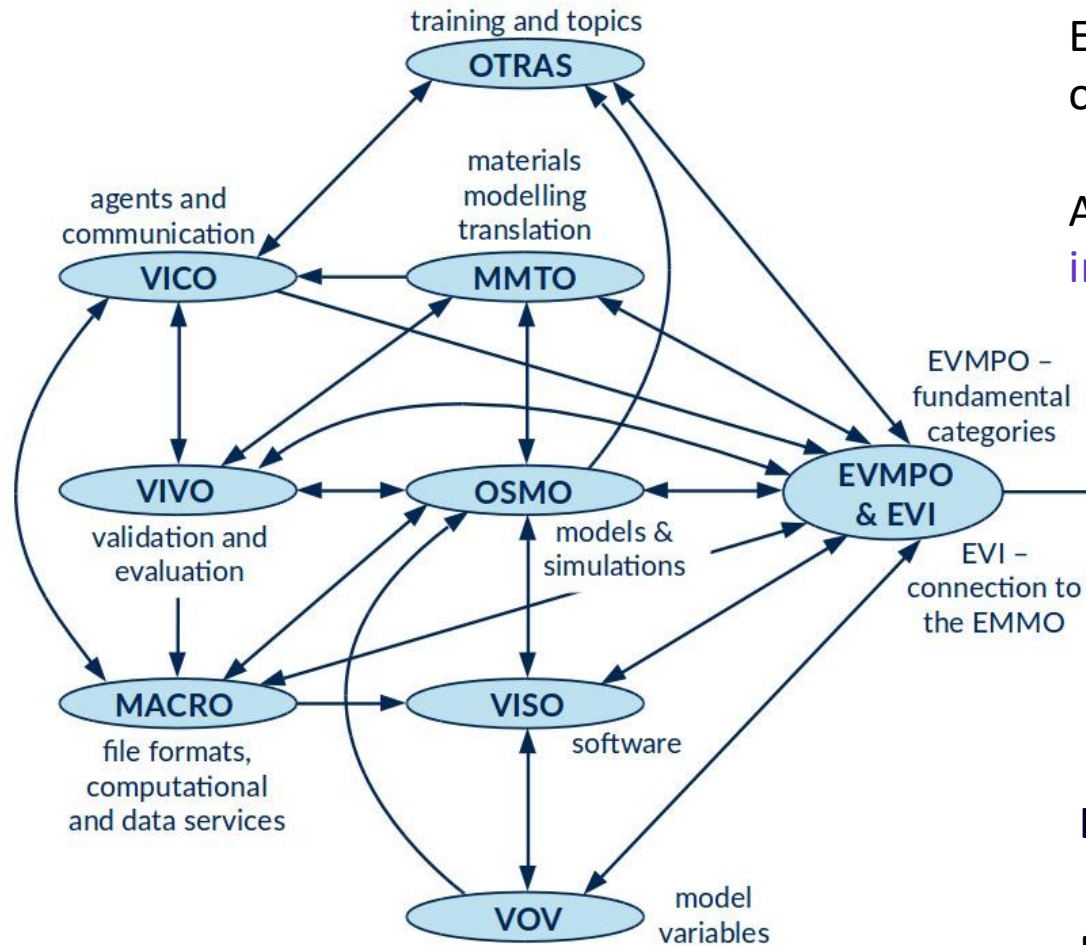 training and topics
OTRAS
materials
modelling
translation
agents and
communication
VICO
MMTO
EVMPO –
fundamental
categories
VIVO
OSMO
EVMPO
& EVI
validation and
evaluation
models &
simulations
EVI –
connection to
the EMMO
MACRO
VISO
file formats,
computational
and data services
software
VOV
model
variables